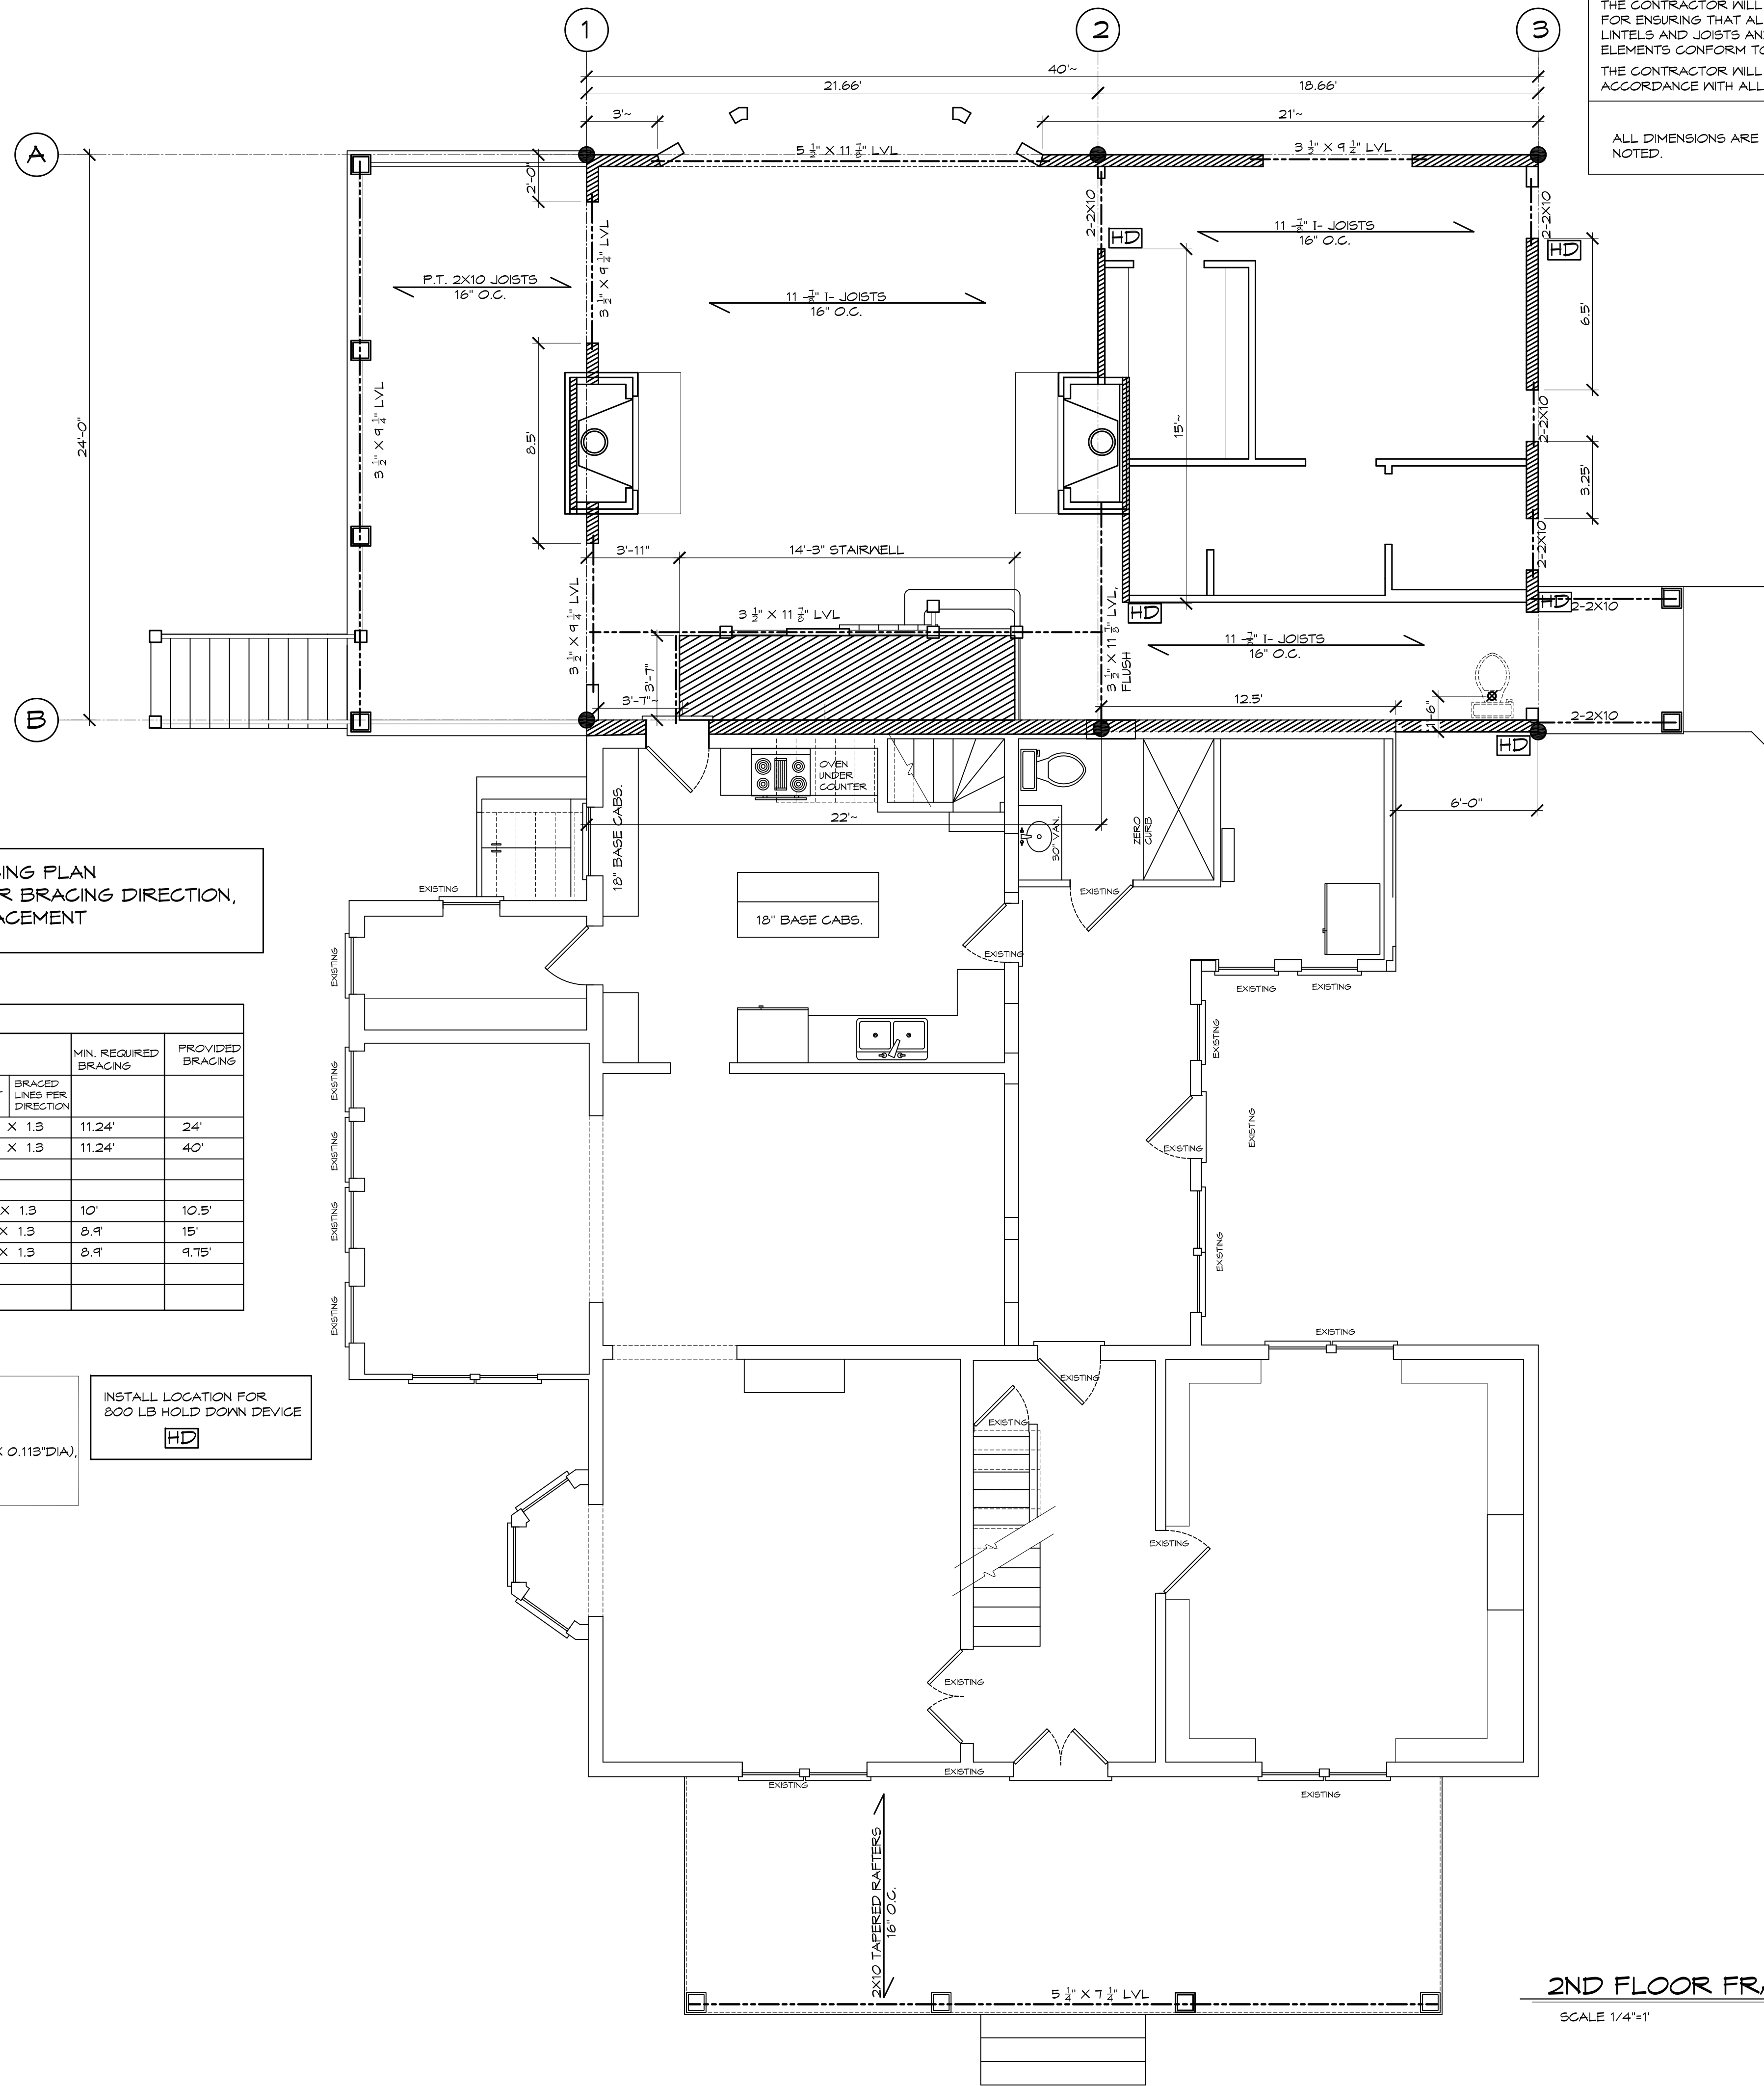 1
2
3
THE CONTRACTOR WILL
FOR ENSURING THAT AL
LINTELS AND JOISTS AN
ELEMENTS CONFORM TO
THE CONTRACTOR WILL
ACCORDANCE WITH ALL
ALL DIMENSIONS ARE
NOTED.
40'~
21.66'
18.66'
3'~
21'~
A
5 1/2" X 11 7/8" LVL
3 1/2" X 9 1/4" LVL
2'-0"
2-2X10
2-2X10
HD
HD
11 7/8" I- JOISTS
16" O.C.
3 1/2" X 9 1/4" LVL
P.T. 2X10 JOISTS
16" O.C.
11 7/8" I- JOISTS
16" O.C.
6.5'
24'-0"
3 1/2" X 9 1/4" LVL
8.5'
15'~
2-2X10
3.25'
2-2X10
3'-11"
14'-3" STAIRWELL
3 1/2" X 9 1/4" LVL
3 1/2" X 11 7/8" LVL
3 1/2" X 11 7/8" LVL,
FLUSH
HD
HD
2-2X10
11 7/8" I- JOISTS
16" O.C.
3'-7"
3'-7"
12.5'
1'-6"
B
2-2X10
HD
OVEN
UNDER
COUNTER
18" BASE CABS.
22'~
30" VAN.
ZERO
CURB
6'-0"
EXISTING
EXISTING
18" BASE CABS.
EXISTING
EXISTING
EXISTING
EXISTING
ING PLAN
R BRACING DIRECTION,
ACEMENT
MIN. REQUIRED
BRACING
PROVIDED
BRACING
BRACED
LINES PER
DIRECTION
X 1.3 11.24' 24'
X 1.3 11.24' 40'
X 1.3 10' 10.5'
X 1.3 8.9' 15'
X 1.3 8.9' 9.75'
EXISTING
EXISTING
EXISTING
EXISTING
EXISTING
EXISTING
EXISTING
EXISTING
EXISTING
EXISTING
EXISTING
EXISTING
INSTALL LOCATION FOR
800 LB HOLD DOWN DEVICE
HD
X 0.113"DIA),
EXISTING
EXISTING
EXISTING
EXISTING
EXISTING
2X10 TAPERED RAFTERS
16" O.C.
5 1/4" X 7 1/4" LVL
2ND FLOOR FRA
SCALE 1/4"=1'